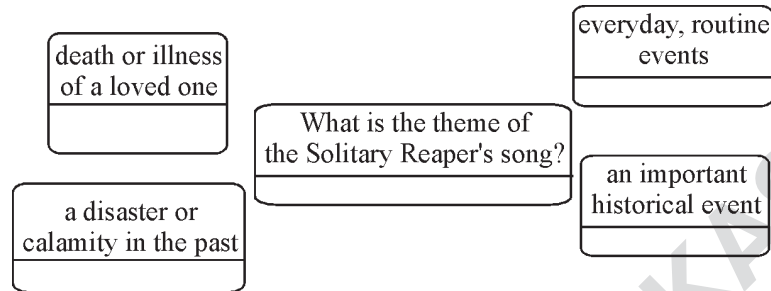 death or illness
of a loved one
everyday, routine
events
What is the theme of
the Solitary Reaper's song?
a disaster or
calamity in the past
an important
historical event
KAS